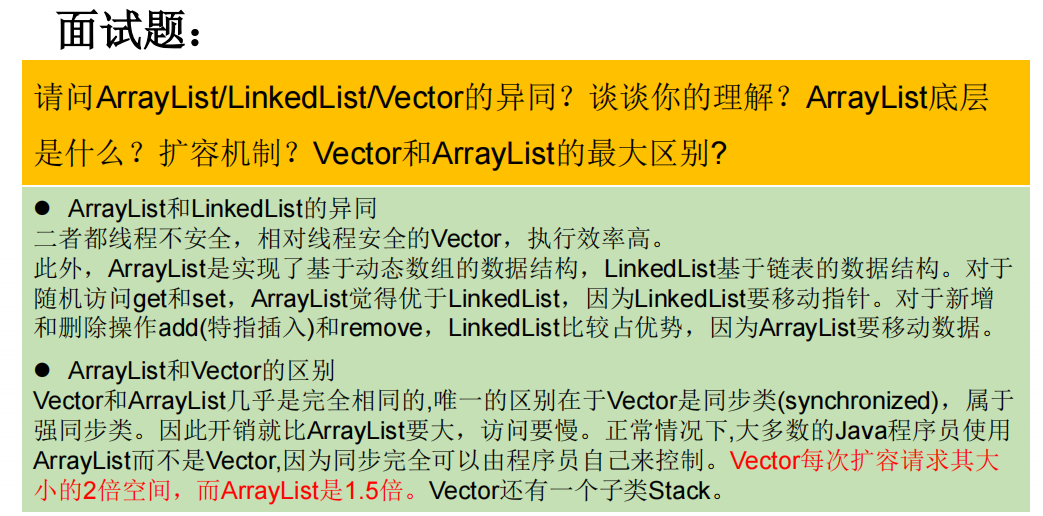 面试题：
请问ArrayList/LinkedList/Vector的异同？谈谈你的理解？ArrayList底层
是什么？扩容机制？Vector和ArrayList的最大区别?
● ArrayList和LinkedList的异同
二者都线程不安全，相对线程安全的Vector，执行效率高。
此外，ArrayList是实现了基于动态数组的数据结构，LinkedList基于链表的数据结构。对于
随机访问get和set，ArrayList觉得优于LinkedList，因为LinkedList要移动指针。对于新增
和删除操作add(特指插入)和remove，LinkedList比较占优势，因为ArrayList要移动数据。
● ArrayList和Vector的区别
Vector和ArrayList几乎是完全相同的,唯一的区别在于Vector是同步类(synchronized)，属于
强同步类。因此开销就比ArrayList要大，访问要慢。正常情况下,大多数的Java程序员使用
ArrayList而不是Vector,因为同步完全可以由程序员自己来控制。Vector每次扩容请求其大
小的2倍空间，而ArrayList是1.5倍。Vector还有一个子类Stack。